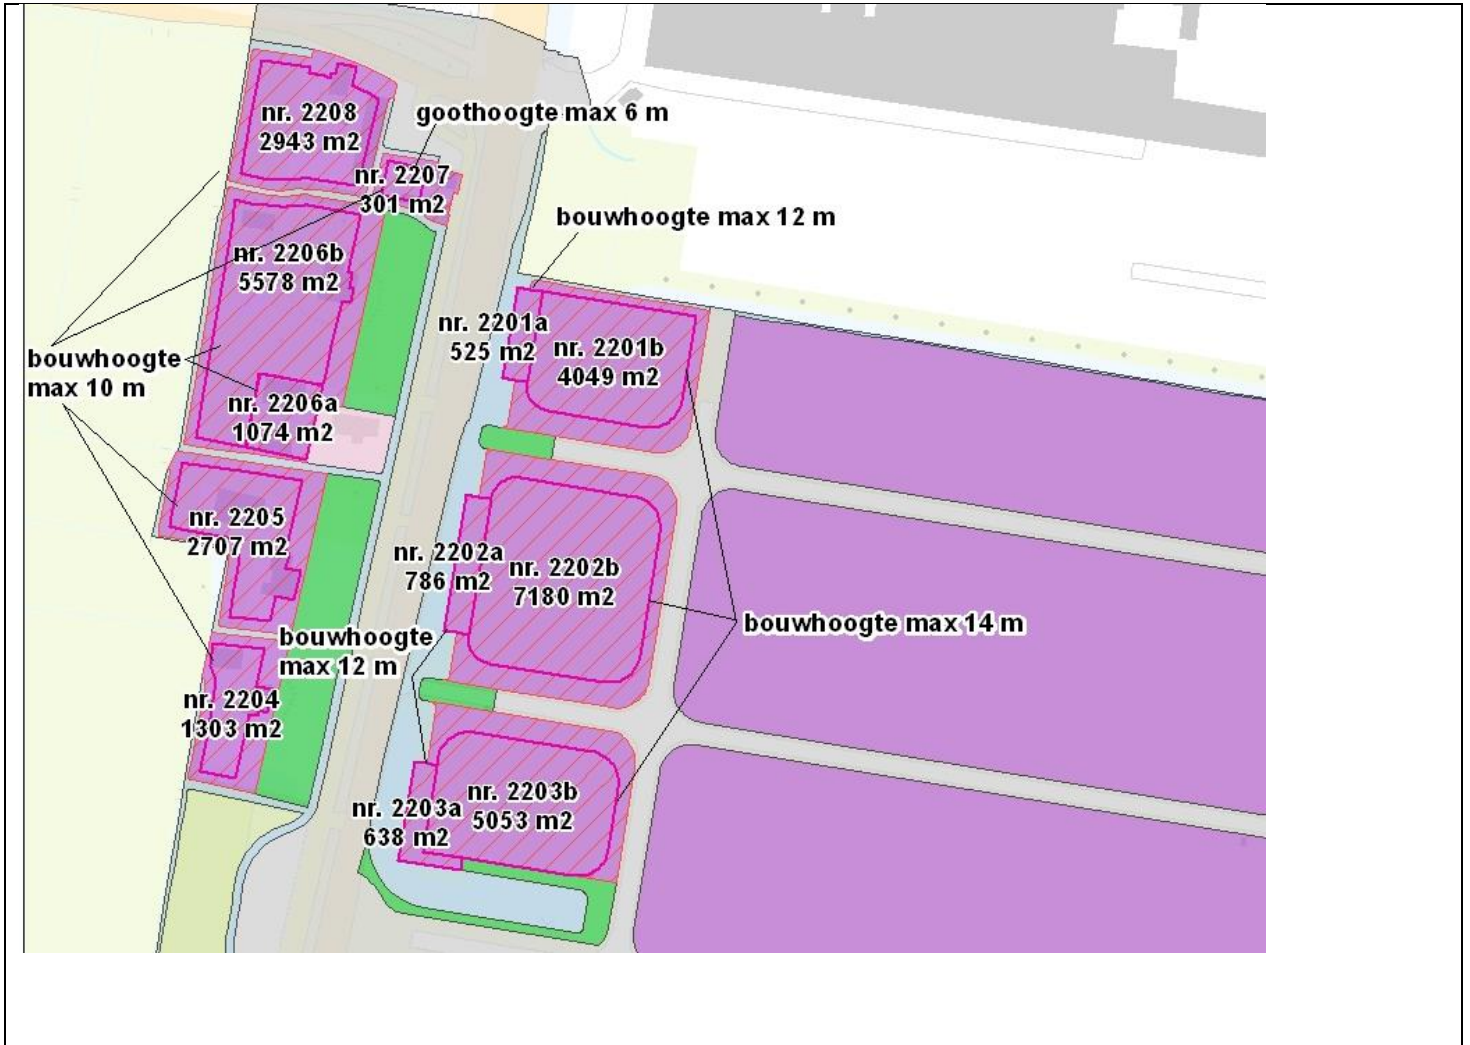 nr. 2208
2943 m2
goothoogte max 6 m
nr. 2207
301 m2
bouwhoogte max 12 m
nr. 2206b
5578 m2
nr. 2201a
525 m2
nr. 2201b
4049 m2
bouwhoogte
max 10 m
nr. 2206a
1074 m2
nr. 2205
2707 m2
nr. 2202a
786 m2
nr. 2202b
7180 m2
bouwhoogte max 14 m
bouwhoogte
max 12 m
nr. 2204
1303 m2
nr. 2203a
638 m2
nr. 2203b
5053 m2